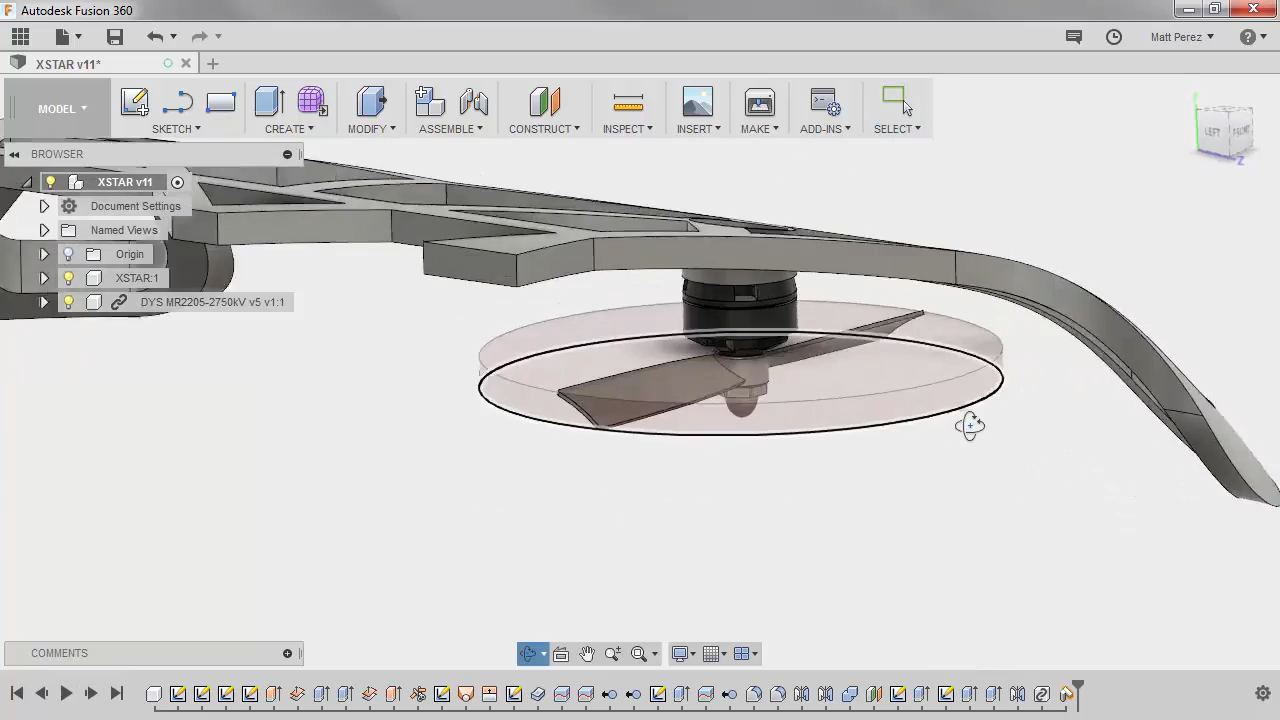 Autodesk Fusion 360
Matt Perez
XSTAR v11*
MODEL
SKETCH
CREATE
MODIFY
ASSEMBLE
CONSTRUCT
INSPECT
INSERT
MAKE
ADD-INS
SELECT
LEFT
FRONT
Z
BROWSER
XSTAR v11
Document Settings
Named Views
Origin
XSTAR:1
DYS MR2205-2750kV v5 v1:1
COMMENTS